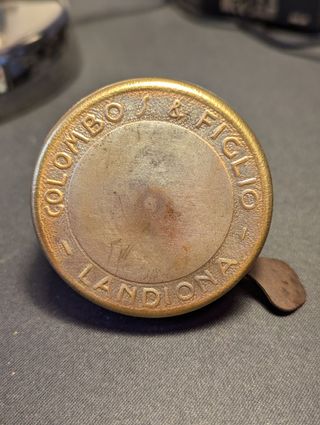 COLOMBO S & FIGLIO
- LANDIONA -